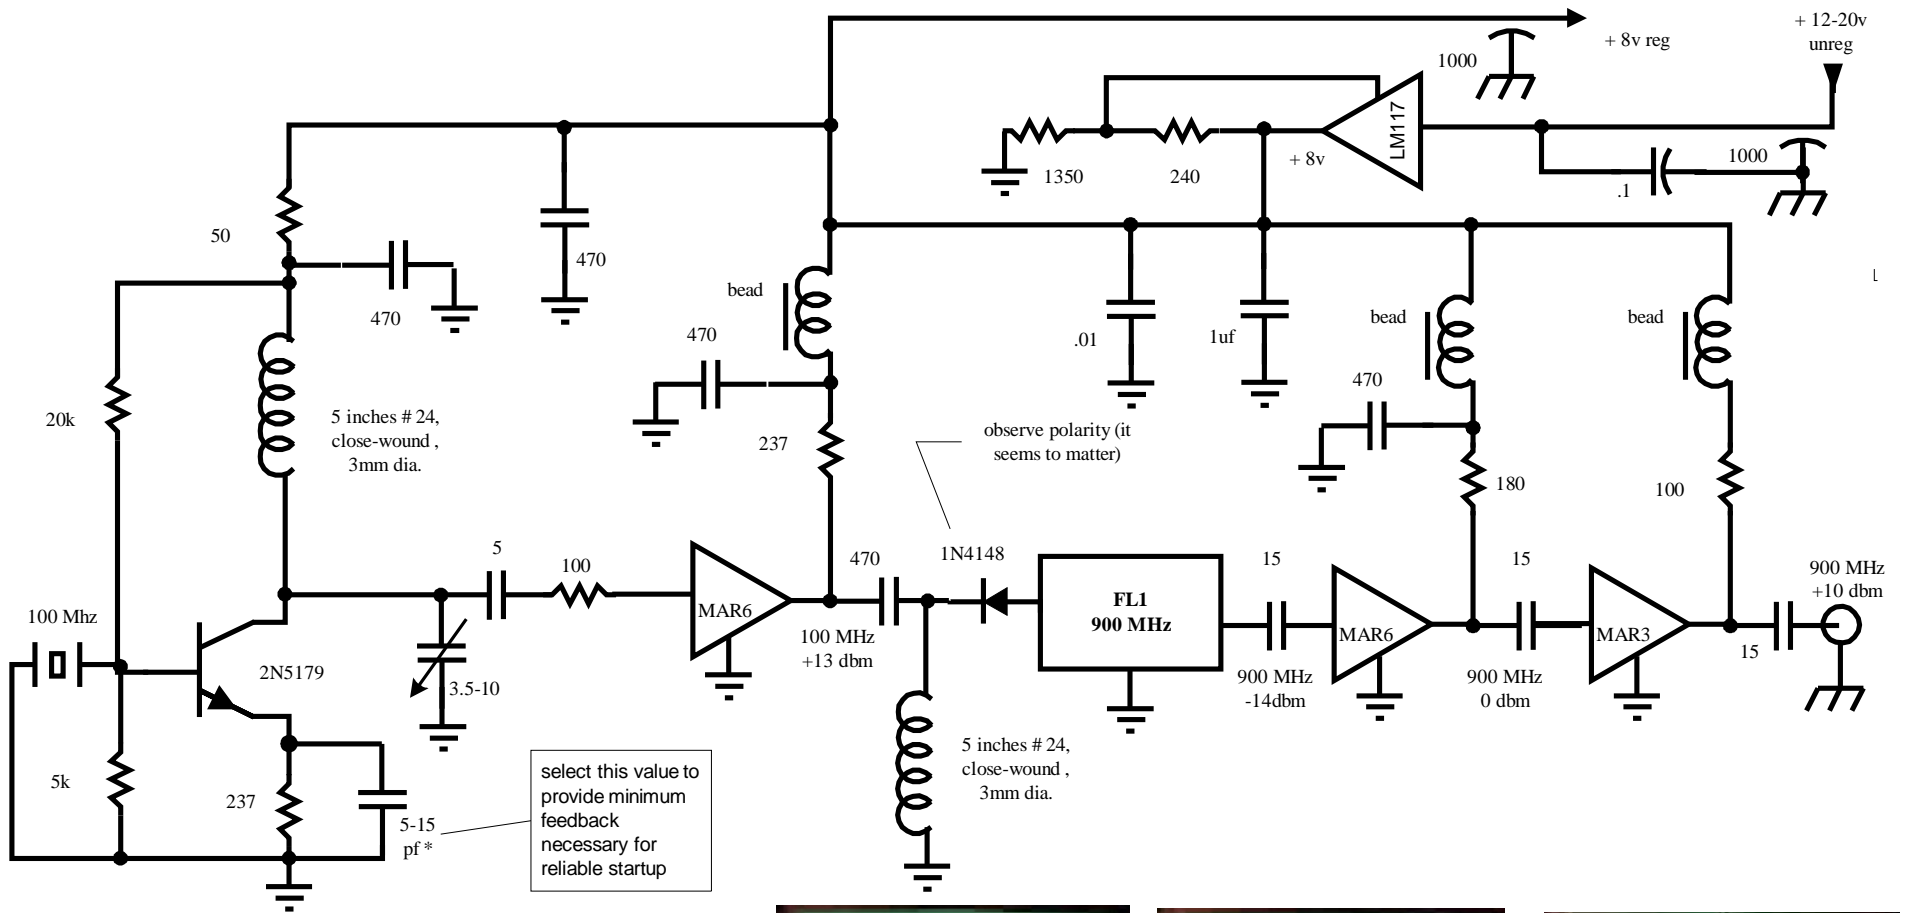 + 12-20v
unreg
+ 8v reg
1000
LM117
+ 8v
1350
240
1000
.1
50
470
470
bead
470
.01
1uf
bead
470
bead
20k
5 inches # 24,
close-wound ,
3mm dia.
237
observe polarity (it
seems to matter)
180
100
5
100
MAR6
470
100 MHz
+13 dbm
1N4148
FL1
900 MHz
15
900 MHz
-14dbm
MAR6
15
900 MHz
0 dbm
MAR3
15
900 MHz
+10 dbm
100 Mhz
2N5179
3.5-10
5k
237
5-15
pf *
select this value to
provide minimum
feedback
necessary for
reliable startup
5 inches # 24,
close-wound ,
3mm dia.